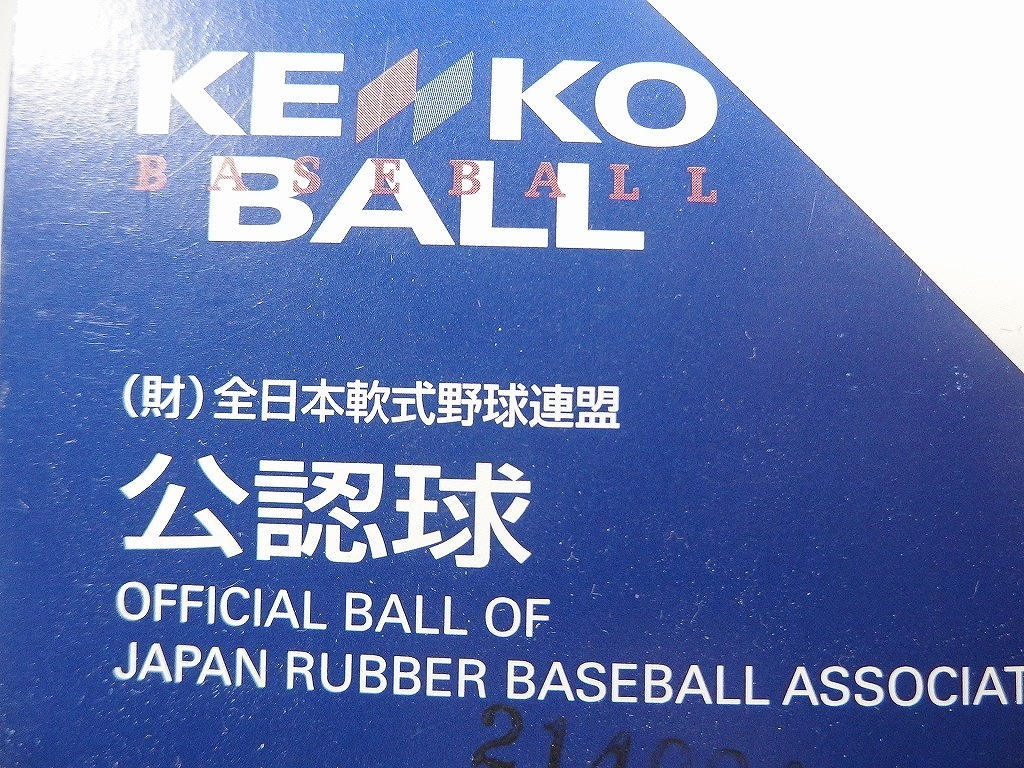 KENKO
BASEBALL
BALL
（財）全日本軟式野球連盟
公認球
OFFICIAL BALL OF
JAPAN RUBBER BASEBALL ASSOCIAT